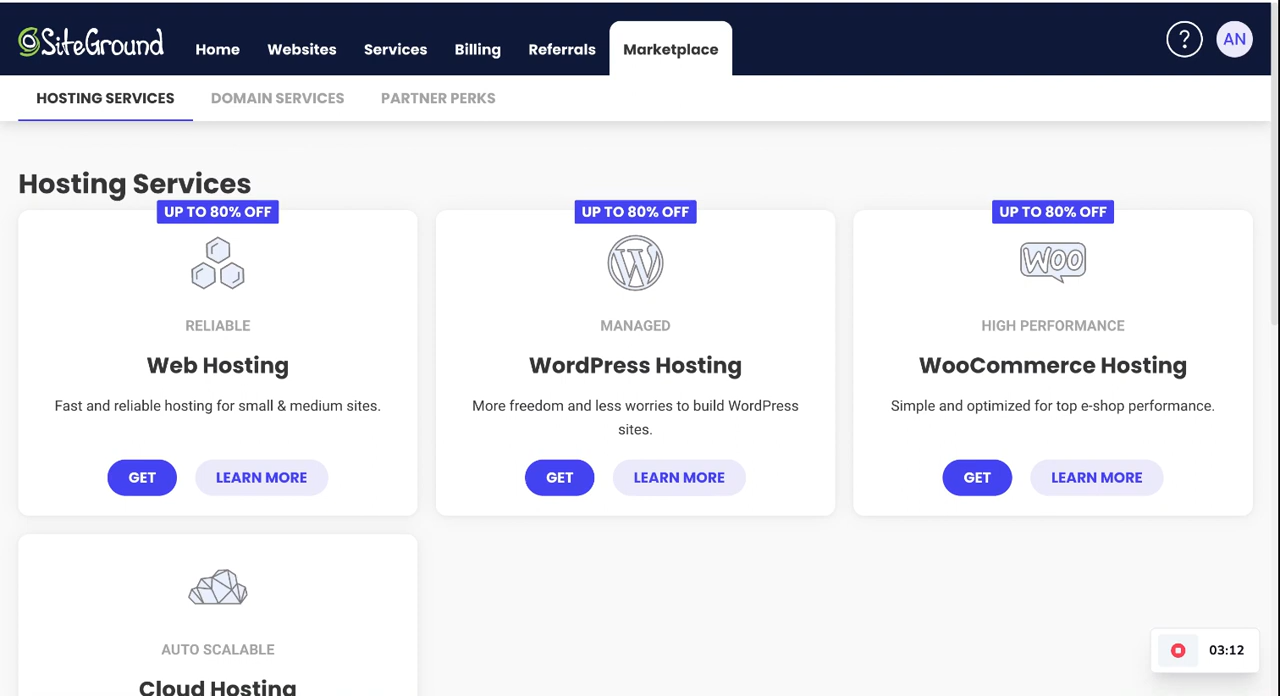 SiteGround
Home Websites Services Billing Referrals Marketplace
? AN
HOSTING SERVICES DOMAIN SERVICES PARTNER PERKS
Hosting Services
UP TO 80% OFF
RELIABLE
Web Hosting
Fast and reliable hosting for small & medium sites.
GET LEARN MORE
UP TO 80% OFF
W
MANAGED
WordPress Hosting
More freedom and less worries to build WordPress
sites.
GET LEARN MORE
UP TO 80% OFF
WOO
HIGH PERFORMANCE
WooCommerce Hosting
Simple and optimized for top e-shop performance.
GET LEARN MORE
AUTO SCALABLE
Cloud Hosting
03:12